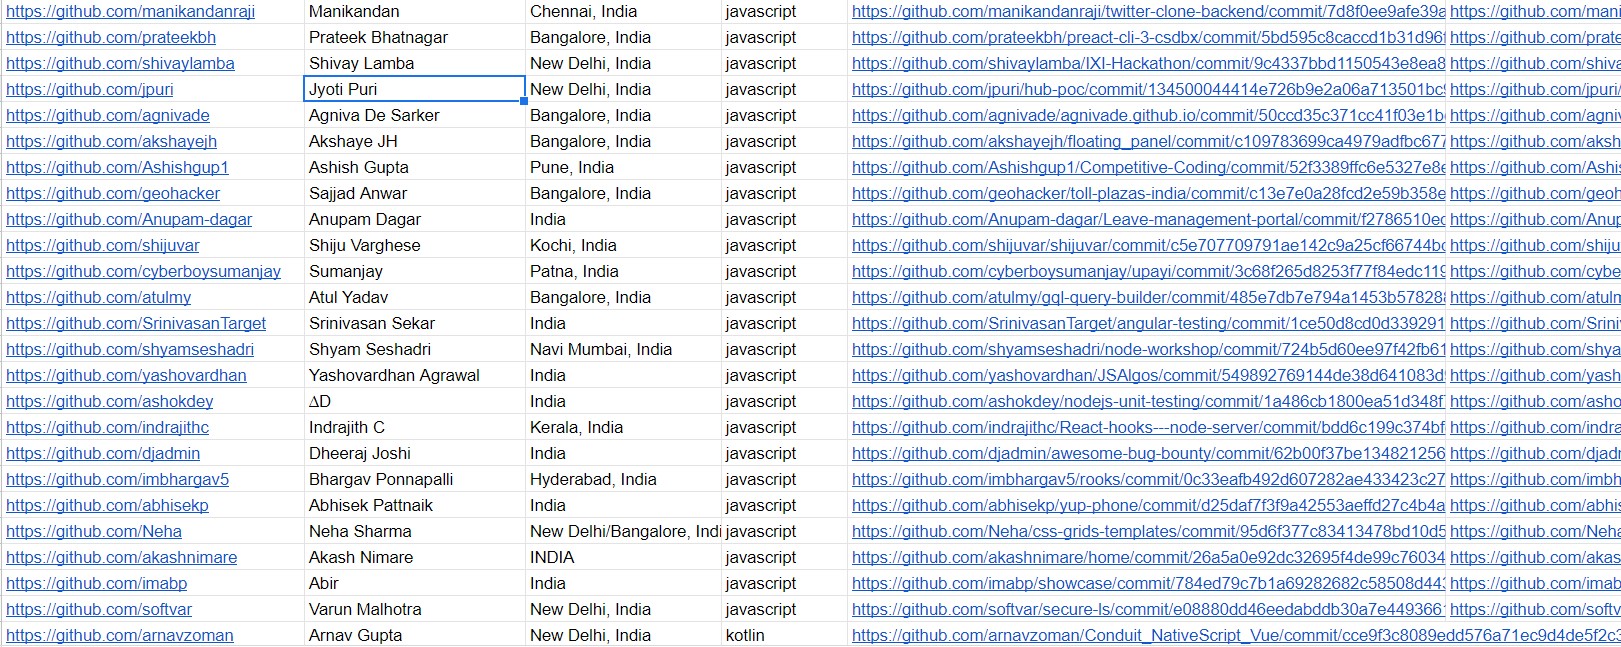 https://github.com/manikandanraji Manikandan Chennai, India javascript https://github.com/manikandanraji/twitter-clone-backend/commit/7d8f0ee9afe39a https://github.com/mani
https://github.com/prateekbh Prateek Bhatnagar Bangalore, India javascript https://github.com/prateekbh/preact-cli-3-csdbx/commit/5bd595c8caccd1b31d96 https://github.com/prate
https://github.com/shivaylamba Shivay Lamba New Delhi, India javascript https://github.com/shivaylamba/IXI-Hackathon/commit/9c4337bbd1150543e8ea8 https://github.com/shiva
https://github.com/jpuri Jyoti Puri New Delhi, India javascript https://github.com/jpuri/hub-poc/commit/134500044414e726b9e2a06a713501bc https://github.com/jpuri/
https://github.com/agnivade Agniva De Sarker Bangalore, India javascript https://github.com/agnivade/agnivade.github.io/commit/50ccd35c371cc41f03e1b https://github.com/agniv
https://github.com/akshayejh Akshaye JH Bangalore, India javascript https://github.com/akshayejh/floating_panel/commit/c109783699ca4979adfbc677 https://github.com/aksh
https://github.com/Ashishgup1 Ashish Gupta Pune, India javascript https://github.com/Ashishgup1/Competitive-Coding/commit/52f3389ffc6e5327e8e https://github.com/Ashis
https://github.com/geohacker Sajjad Anwar Bangalore, India javascript https://github.com/geohacker/toll-plazas-india/commit/c13e7e0a28fcd2e59b358e https://github.com/geoh
https://github.com/Anupam-dagar Anupam Dagar India javascript https://github.com/Anupam-dagar/Leave-management-portal/commit/f2786510ec https://github.com/Anup
https://github.com/shijuvar Shiju Varghese Kochi, India javascript https://github.com/shijuvar/shijuvar/commit/c5e707709791ae142c9a25cf66744bc https://github.com/shiju
https://github.com/cyberboysumanjay Sumanjay Patna, India javascript https://github.com/cyberboysumanjay/upayi/commit/3c68f265d8253f77f84edc119 https://github.com/cybe
https://github.com/atulmy Atul Yadav Bangalore, India javascript https://github.com/atulmy/gql-query-builder/commit/485e7db7e794a1453b57828 https://github.com/atulm
https://github.com/SrinivasanTarget Srinivasan Sekar India javascript https://github.com/SrinivasanTarget/angular-testing/commit/1ce50d8cd0d339291 https://github.com/Srini
https://github.com/shyamseshadri Shyam Seshadri Navi Mumbai, India javascript https://github.com/shyamseshadri/node-workshop/commit/724b5d60ee97f42fb61 https://github.com/shya
https://github.com/yashovardhan Yashovardhan Agrawal India javascript https://github.com/yashovardhan/JSAlgos/commit/549892769144de38d641083d https://github.com/yash
https://github.com/ashokdey ΔD India javascript https://github.com/ashokdey/nodejs-unit-testing/commit/1a486cb1800ea51d348f https://github.com/asho
https://github.com/indrajithc Indrajith C Kerala, India javascript https://github.com/indrajithc/React-hooks---node-server/commit/bdd6c199c374bf https://github.com/indra
https://github.com/djadmin Dheeraj Joshi India javascript https://github.com/djadmin/awesome-bug-bounty/commit/62b00f37be134821256 https://github.com/djadm
https://github.com/imbhargav5 Bhargav Ponnapalli Hyderabad, India javascript https://github.com/imbhargav5/rooks/commit/0c33eafb492d607282ae433423c27 https://github.com/imbh
https://github.com/abhisekp Abhisek Pattnaik India javascript https://github.com/abhisekp/yup-phone/commit/d25daf7f3f9a42553aeffd27c4b4a https://github.com/abhis
https://github.com/Neha Neha Sharma New Delhi/Bangalore, Indi javascript https://github.com/Neha/css-grids-templates/commit/95d6f377c83413478bd10d5 https://github.com/Neha
https://github.com/akashnimare Akash Nimare INDIA javascript https://github.com/akashnimare/home/commit/26a5a0e92dc32695f4de99c76034 https://github.com/akas
https://github.com/imabp Abir India javascript https://github.com/imabp/showcase/commit/784ed79c7b1a69282682c58508d44 https://github.com/imab
https://github.com/softvar Varun Malhotra New Delhi, India javascript https://github.com/softvar/secure-ls/commit/e08880dd46eedabddb30a7e449366 https://github.com/softv
https://github.com/arnavzoman Arnav Gupta New Delhi, India kotlin https://github.com/arnavzoman/Conduit_NativeScript_Vue/commit/cce9f3c8089edd576a71ec9d4de5f2c